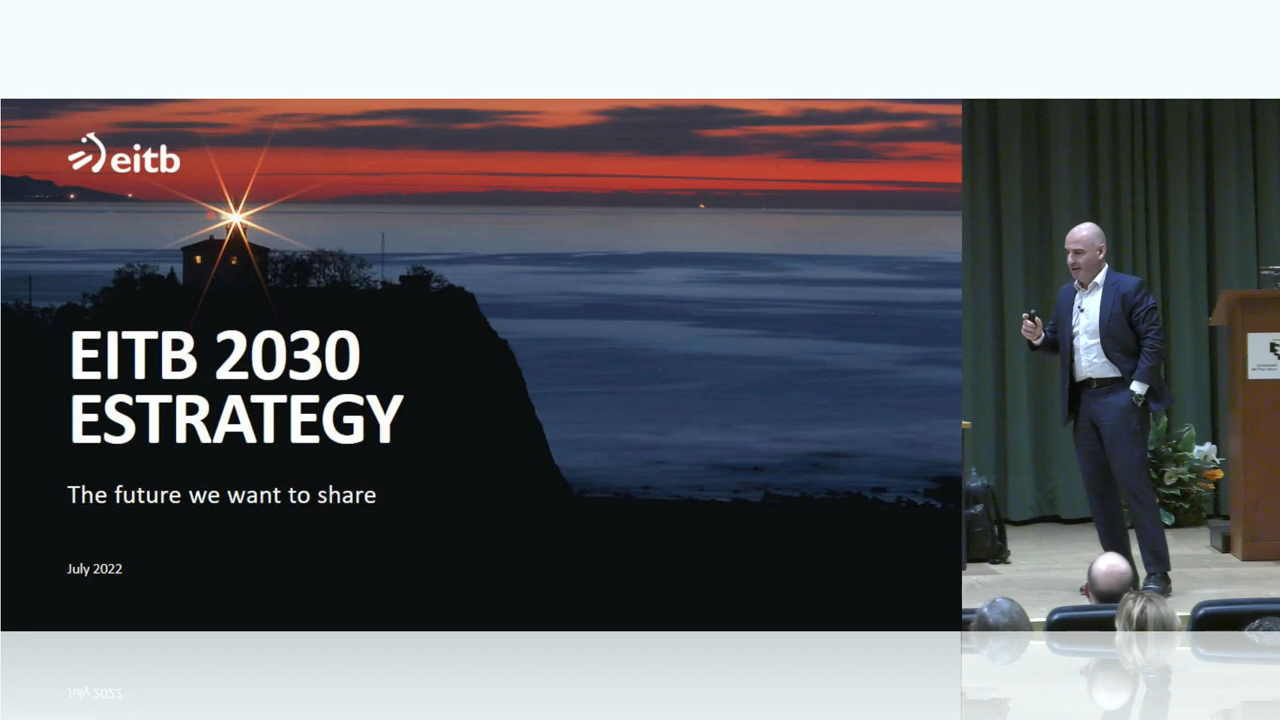 eitb
EITB 2030
ESTRATEGY
The future we want to share
July 2022